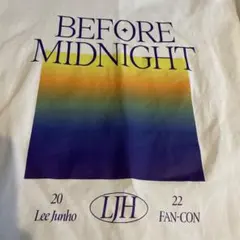 BEFORE
MIDNIGHT
20 LJH 22
Lee Junho FAN-CON